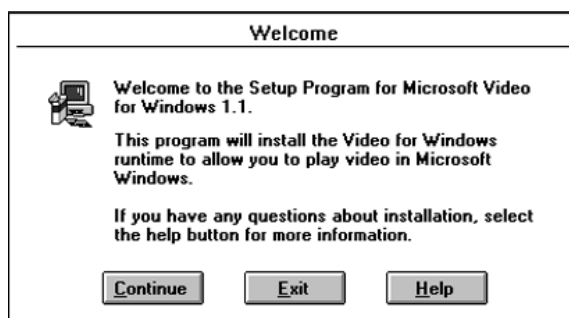 Welcome
Welcome to the Setup Program for Microsoft Video
for Windows 1.1.
This program will install the Video for Windows
runtime to allow you to play video in Microsoft
Windows.
If you have any questions about installation, select
the help button for more information.
Continue Exit Help